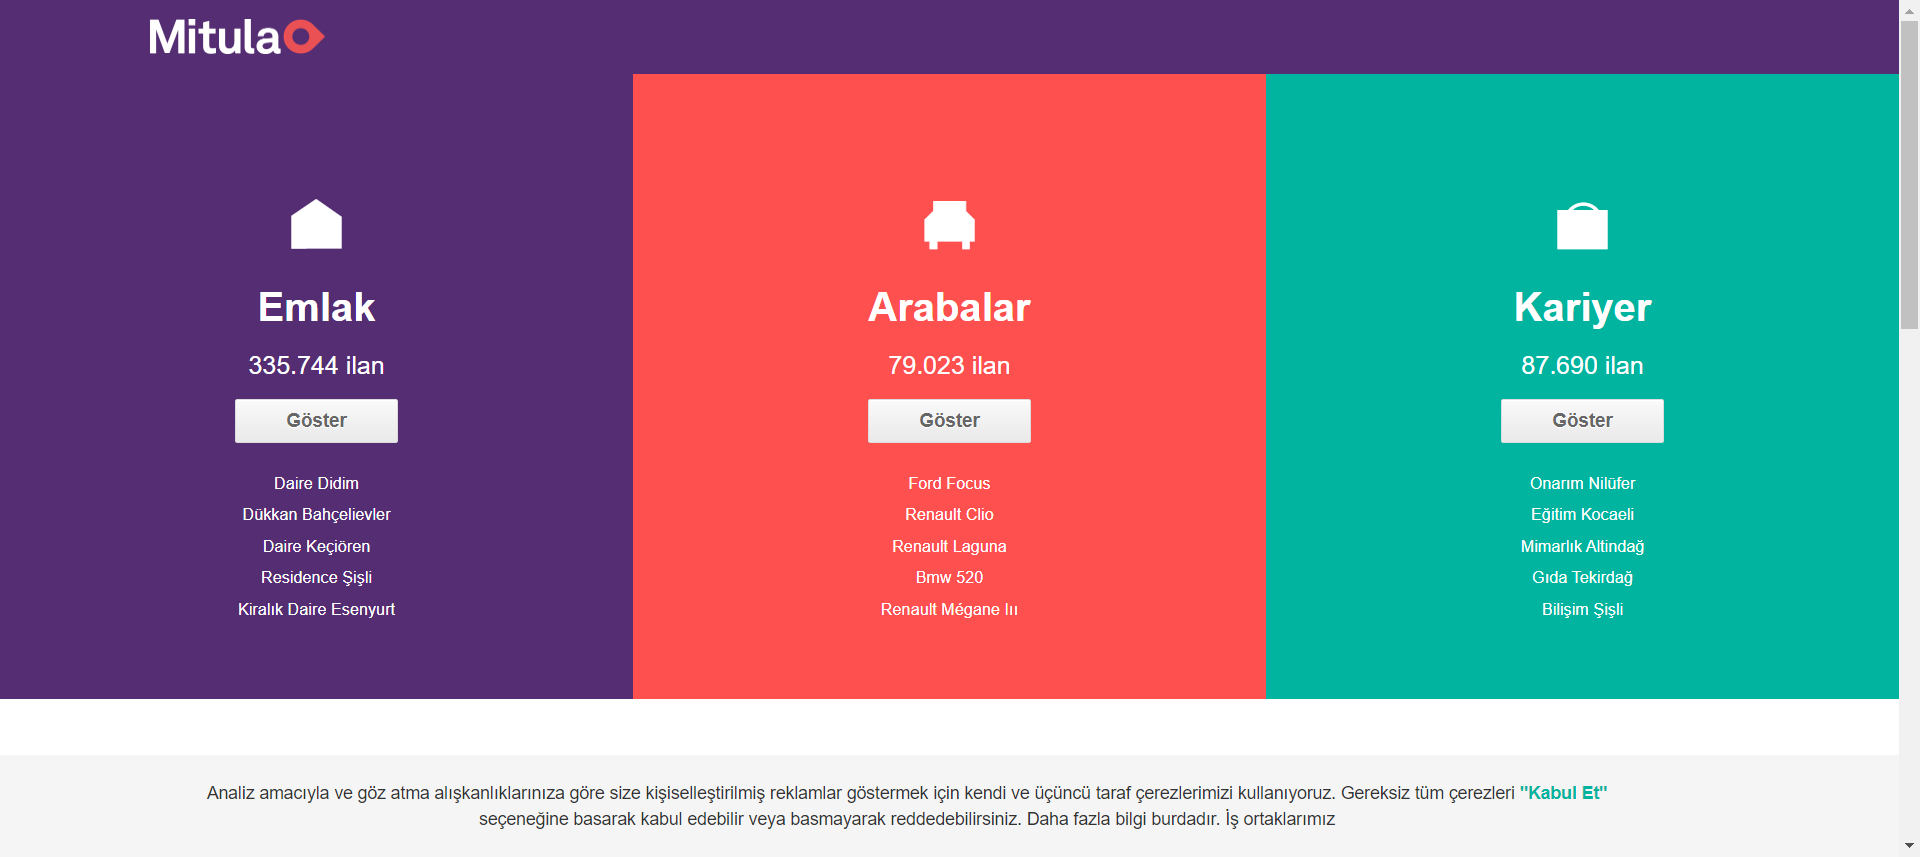 Mitula
Emlak
335.744 ilan
Göster
Daire Didim
Dükkan Bahçelievler
Daire Keçiören
Residence Şişli
Kiralık Daire Esenyurt
Arabalar
79.023 ilan
Göster
Ford Focus
Renault Clio
Renault Laguna
Bmw 520
Renault Mégane Iıı
Kariyer
87.690 ilan
Göster
Onarım Nilüfer
Eğitim Kocaeli
Mimarlık Altindağ
Gıda Tekirdağ
Bilişim Şişli
Analiz amacıyla ve göz atma alışkanlıklarınıza göre size kişiselleştirilmiş reklamlar göstermek için kendi ve üçüncü taraf çerezlerimizi kullanıyoruz. Gereksiz tüm çerezleri "Kabul Et"
seçeneğine basarak kabul edebilir veya basmayarak reddedebilirsiniz. Daha fazla bilgi burdadır. İş ortaklarımız